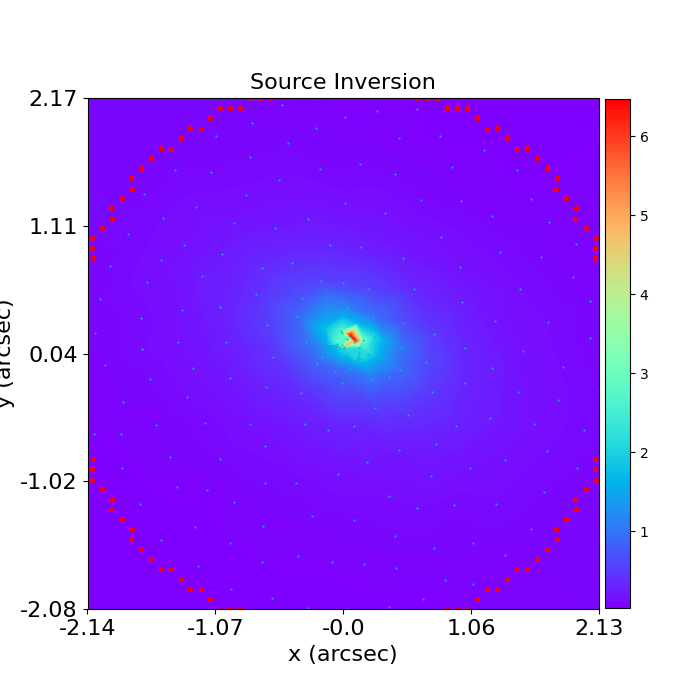 Source Inversion
2.17
1.11
0.04
-1.02
-2.08
y (arcsec)
-2.14 -1.07 -0.0 1.06 2.13
x (arcsec)
6
5
4
3
2
1